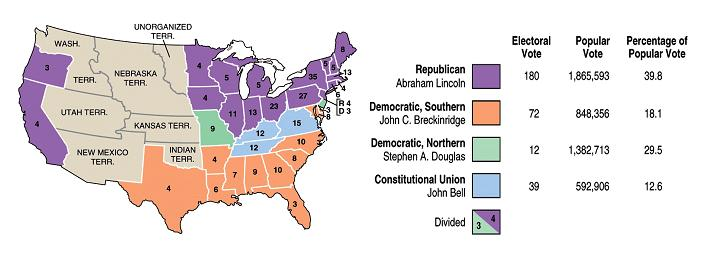 UNORGANIZED
TERR.
WASH.
TERR.
NEBRASKA
TERR.
UTAH TERR.
KANSAS TERR.
NEW MEXICO
TERR.
INDIAN
TERR.
3
4
4
5
5
8
5
5
13
4
6
35
6
27
R 4
D 3
3
8
4
11
13
23
9
12
15
12
10
4
8
7
9
10
6
4
3
Electoral
Vote
Popular
Vote
Percentage of
Popular Vote
Republican
Abraham Lincoln
180 1,865,593 39.8
Democratic, Southern
John C. Breckinridge
72 848,356 18.1
Democratic, Northern
Stephen A. Douglas
12 1,382,713 29.5
Constitutional Union
John Bell
39 592,906 12.6
Divided
3 4